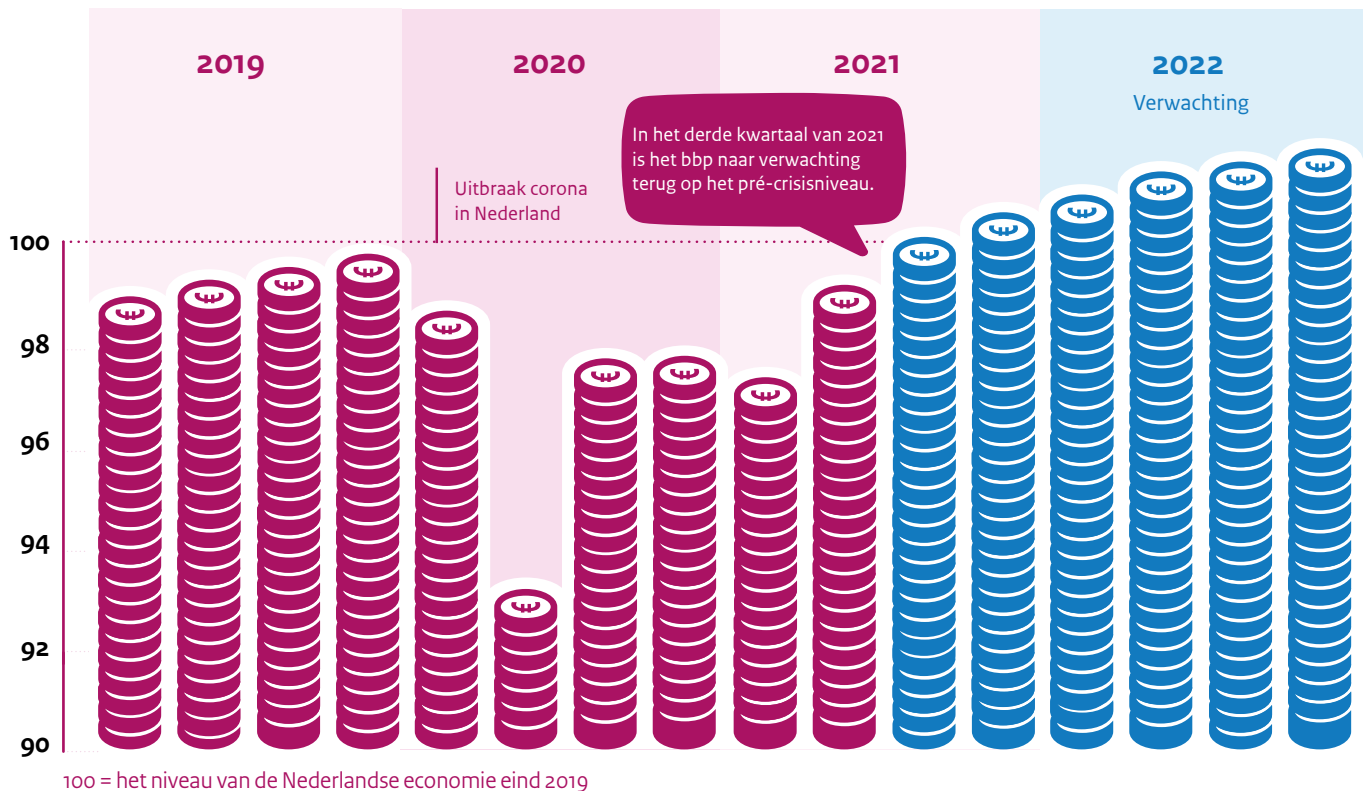 2019
2020
2021
2022
Verwachting
In het derde kwartaal van 2021
is het bbp naar verwachting
terug op het pré-crisisniveau.
Uitbraak corona
in Nederland
100
98
96
94
92
90
100 = het niveau van de Nederlandse economie eind 2019